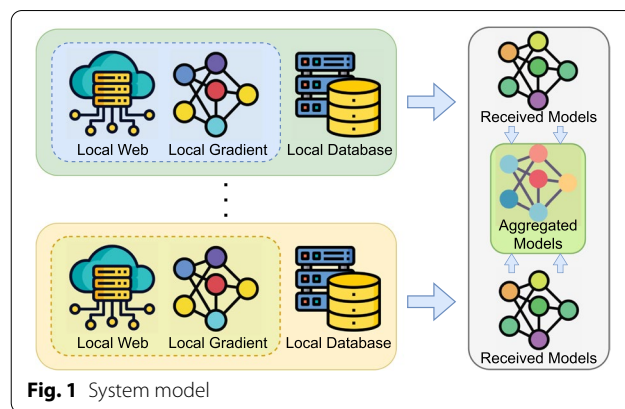 Local Web
Local Gradient
Local Database
Received Models
Aggregated
Models
Local Web
Local Gradient
Local Database
Received Models
Fig. 1 System model